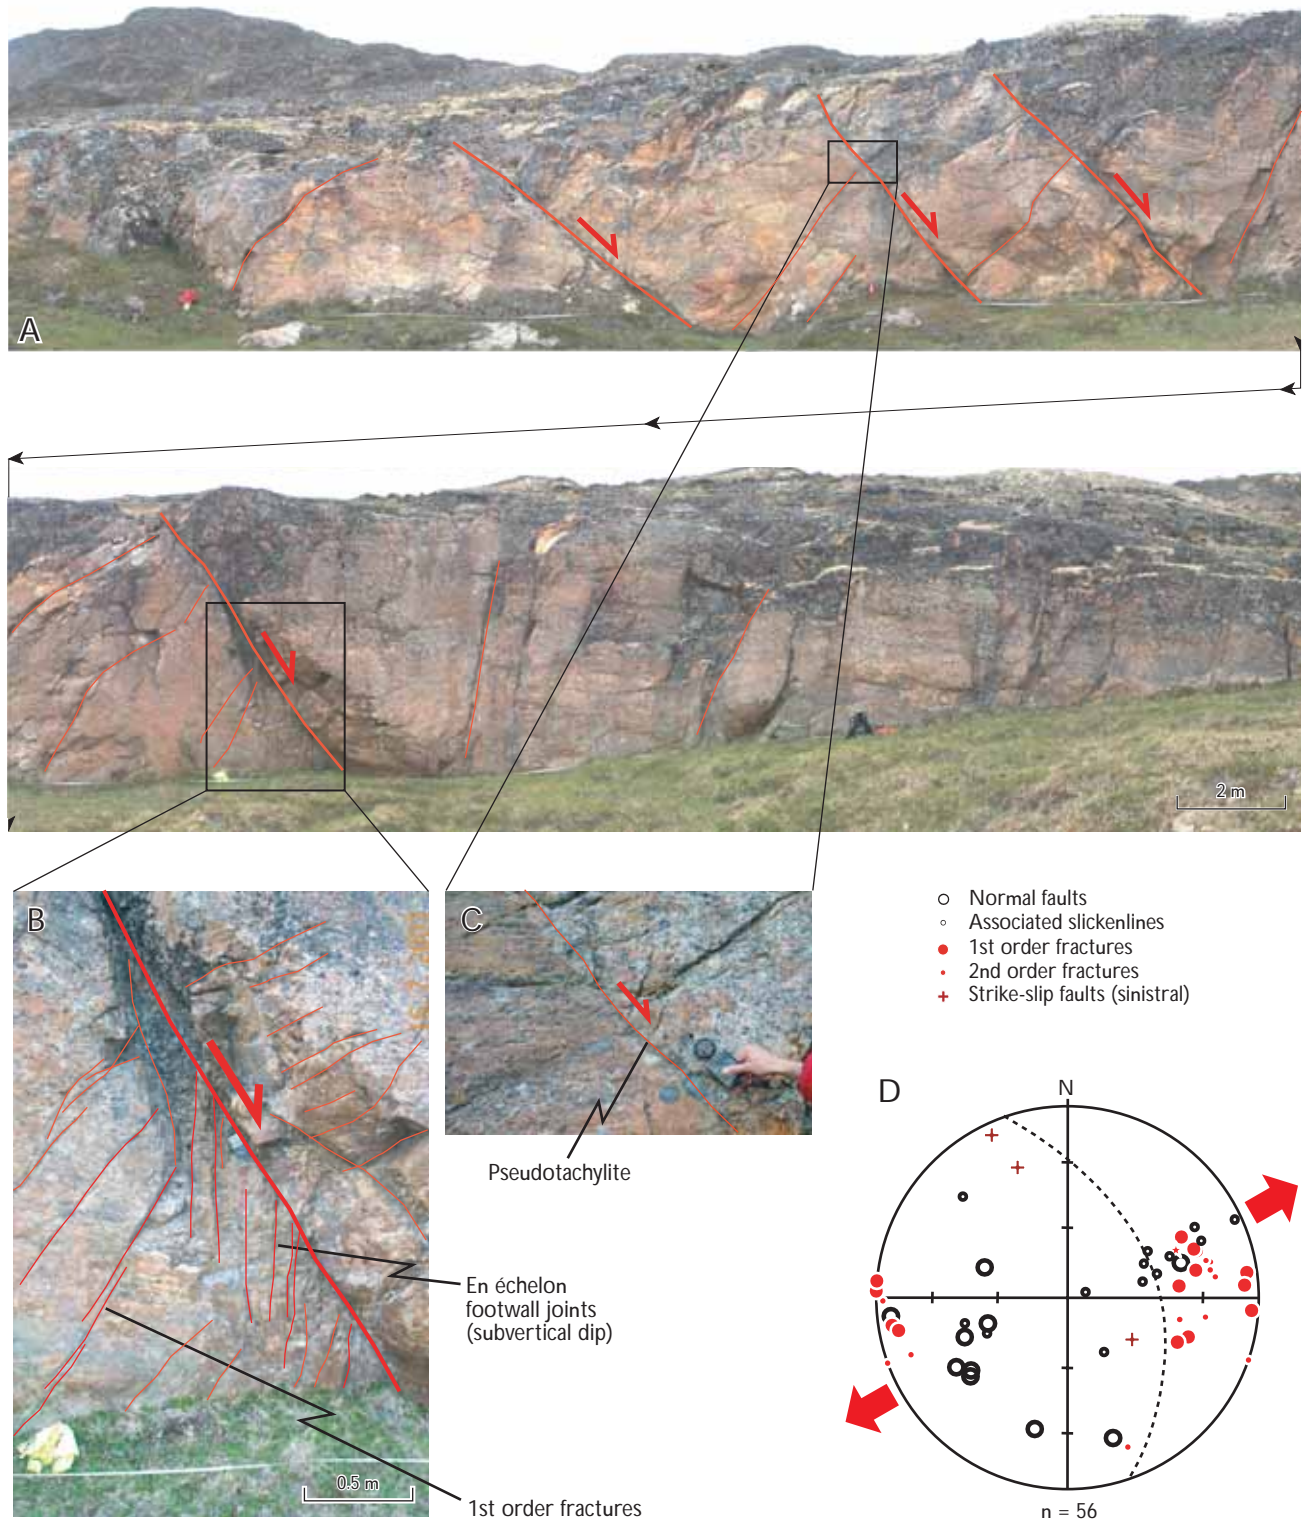 A
2 m
B
En échelon
footwall joints
(subvertical dip)
0.5 m
1st order fractures
C
Pseudotachylite
Normal faults
Associated slickenlines
1st order fractures
2nd order fractures
Strike-slip faults (sinistral)
D
N
n = 56